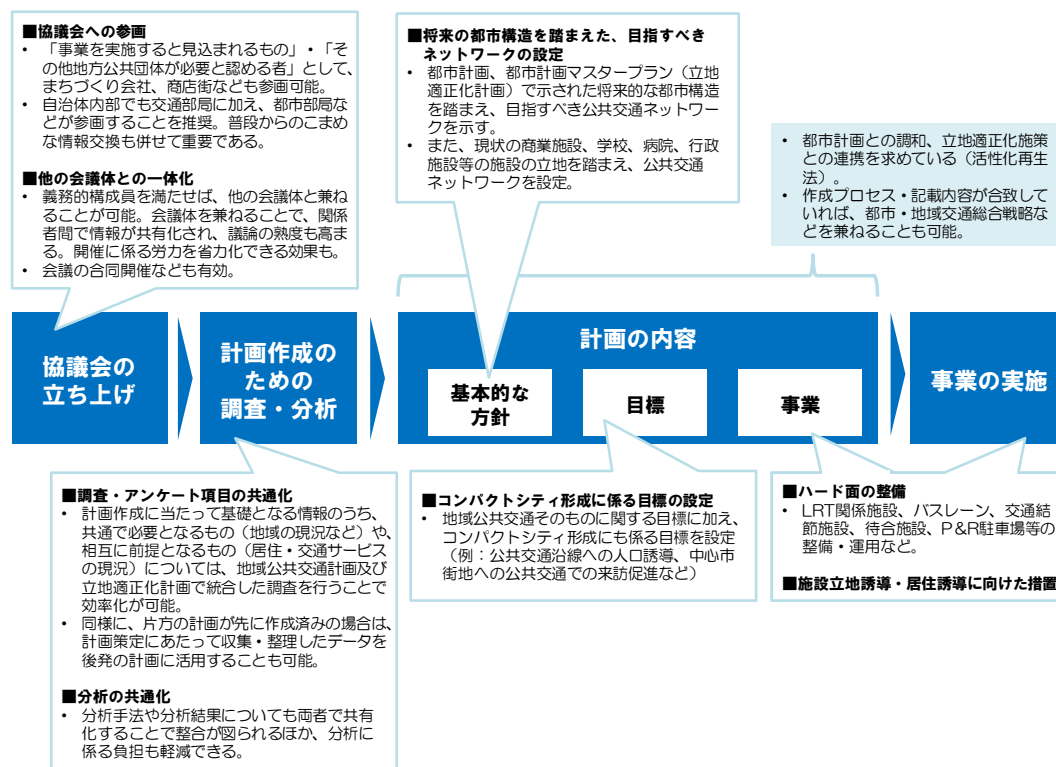 ■協議会への参画
• 「事業を実施すると見込まれるもの」・「そ
の他地方公共団体が必要と認める者」として、
まちづくり会社、商店街なども参画可能。
• 自治体内部でも交通部局に加え、都市部局な
どが参画することを推奨。普段からのこまめ
な情報交換も併せて重要である。
■他の会議体との一体化
• 義務的構成員を満たせば、他の会議体と兼ね
ることが可能。会議体を兼ねることで、関係
者間で情報が共有化され、議論の熟度も高ま
る。開催に係る労力を省力化できる効果も。
• 会議の合同開催なども有効。
■将来の都市構造を踏まえた、目指すべき
ネットワークの設定
• 都市計画、都市計画マスタープラン（立地
適正化計画）で示された将来的な都市構造
を踏まえ、目指すべき公共交通ネットワー
クを示す。
• また、現状の商業施設、学校、病院、行政
施設等の施設の立地を踏まえ、公共交通
ネットワークを設定。
• 都市計画との調和、立地適正化施策
との連携を求めている（活性化再生
法）。
• 作成プロセス・記載内容が合致して
いれば、都市・地域交通総合戦略な
どを兼ねることも可能。
協議会の
立ち上げ
計画作成の
ための
調査・分析
計画の内容
基本的な
方針
目標
事業
事業の実施
■調査・アンケート項目の共通化
• 計画作成に当たって基礎となる情報のうち、
共通で必要となるもの（地域の現況など）や、
相互に前提となるもの（居住・交通サービス
の現況）については、地域公共交通計画及び
立地適正化計画で統合した調査を行うことで
効率化が可能。
• 同様に、片方の計画が先に作成済みの場合は、
計画策定にあたって収集・整理したデータを
後発の計画に活用することも可能。
■分析の共通化
• 分析手法や分析結果についても両者で共有
化することで整合が図られるほか、分析に
係る負担も軽減できる。
■コンパクトシティ形成に係る目標の設定
• 地域公共交通そのものに関する目標に加え、
コンパクトシティ形成にも係る目標を設定
（例：公共交通沿線への人口誘導、中心市
街地への公共交通での来訪促進など）
■ハード面の整備
• LRT関係施設、バスレーン、交通結
節施設、待合施設、P&R駐車場等の
整備・運用など。
■施設立地誘導・居住誘導に向けた措置